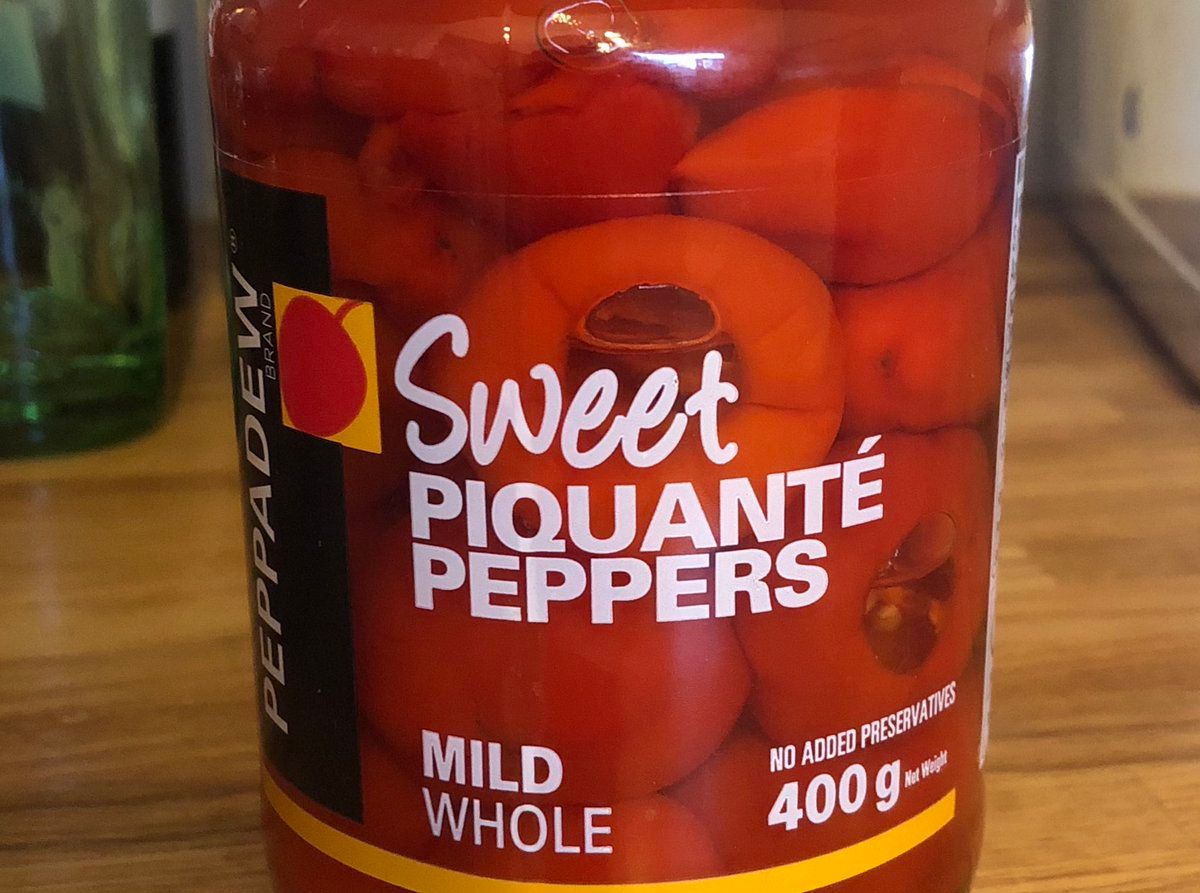 PEPPADEW®
BRAND
Sweet
PIQUANTÉ
PEPPERS
MILD
WHOLE
NO ADDED PRESERVATIVES
400g Net Weight